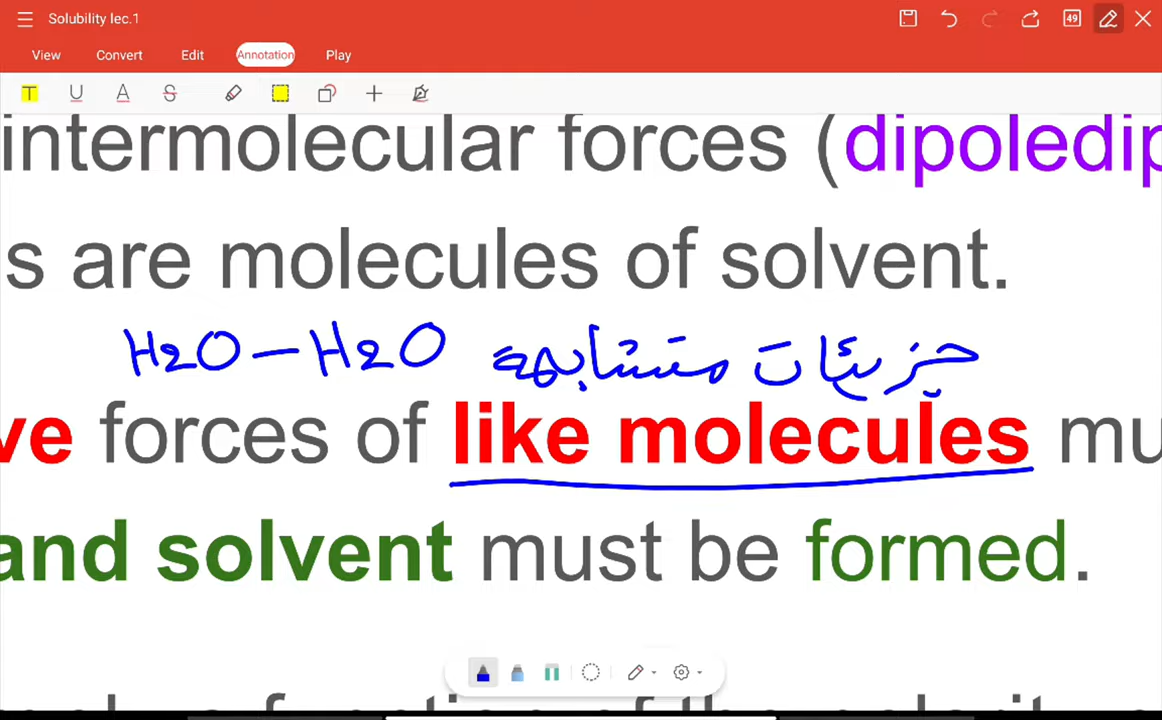 Solubility lec.1
49
View Convert Edit Annotation Play
T U A S
intermolecular forces (dipoledip
s are molecules of solvent.
H2O — H2O جزيئات متشابهة
ve forces of like molecules mu
and solvent must be formed.